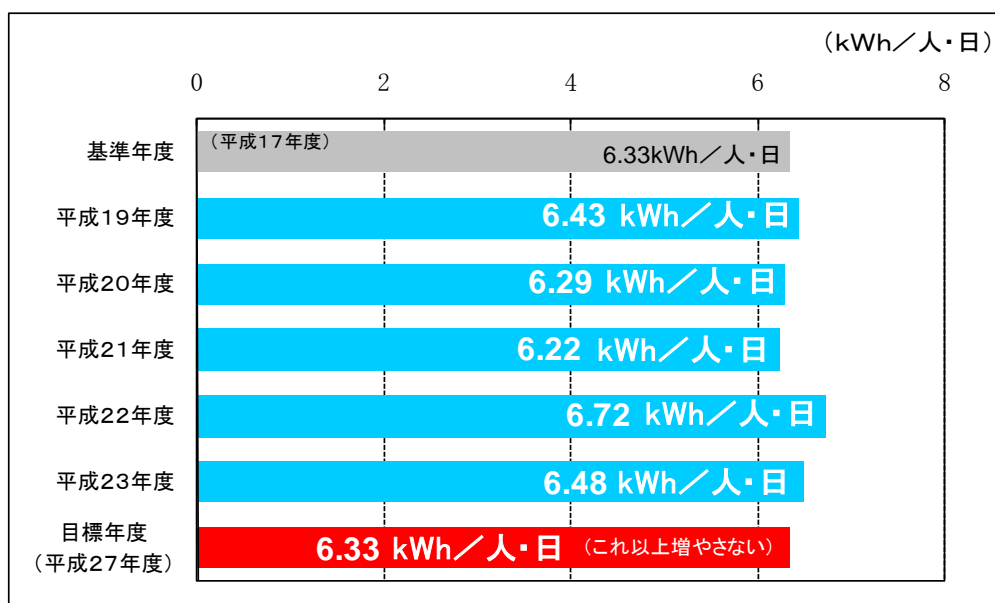 (kWh/人・日)
0 2 4 6 8
基準年度 (平成17年度) 6.33kWh/人・日
平成19年度 6.43 kWh/人・日
平成20年度 6.29 kWh/人・日
平成21年度 6.22 kWh/人・日
平成22年度 6.72 kWh/人・日
平成23年度 6.48 kWh/人・日
目標年度
(平成27年度) 6.33 kWh/人・日 (これ以上増やさない)